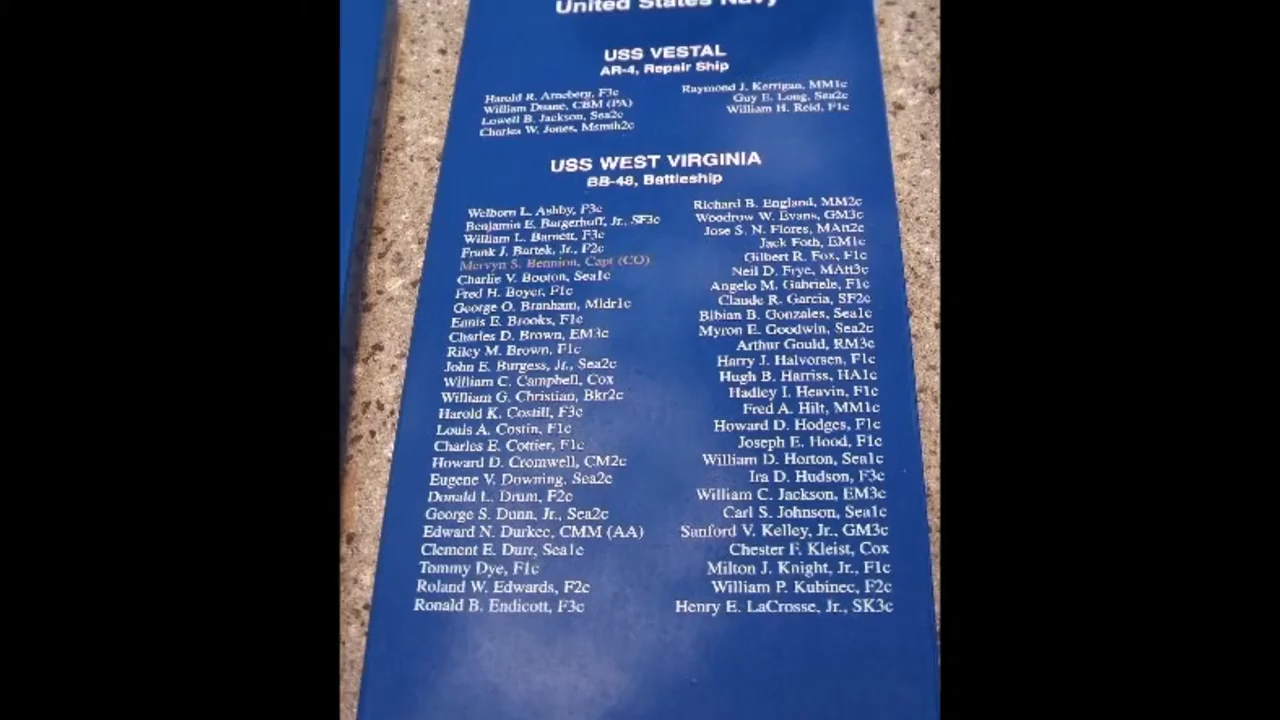 United States Navy
USS VESTAL
AR-4, Repair Ship
Harold R. Arneberg, F3c
William Duane, CBM (PA)
Lowell B. Jackson, Sea2c
Charles W. Jones, Msmth2c
Raymond J. Kerrigan, MM1c
Guy E. Long, Sea2c
William H. Reid, F1c
USS WEST VIRGINIA
BB-48, Battleship
Welborn L. Ashby, F3c
Benjamin E. Bargerhuff, Jr., SF3c
William L. Barnett, F3c
Frank J. Bartek, Jr., F2c
Mervyn S. Bennion, Capt (CO)
Charlie V. Booton, Sea1c
Fred H. Boyer, F1c
George O. Branham, Mldr1c
Ennis E. Brooks, F1c
Charles D. Brown, EM3c
Riley M. Brown, F1c
John E. Burgess, Jr., Sea2c
William C. Campbell, Cox
William G. Christian, Bkr2c
Harold K. Costill, F3c
Louis A. Costin, F1c
Charles E. Cottier, F1c
Howard D. Cromwell, CM2c
Eugene V. Downing, Sea2c
Donald L. Drum, F2c
George S. Dunn, Jr., Sea2c
Edward N. Durkee, CMM (AA)
Clement E. Durr, Sea1c
Tommy Dye, F1c
Roland W. Edwards, F2c
Ronald B. Endicott, F3c
Richard B. England, MM2c
Woodrow W. Evans, GM3c
Jose S. N. Flores, MAtt2c
Jack Foth, EM1c
Gilbert R. Fox, F1c
Neil D. Frye, MAtt3c
Angelo M. Gabriele, F1c
Claude R. Garcia, SF2c
Bibian B. Gonzales, Sea1c
Myron E. Goodwin, Sea2c
Arthur Gould, RM3c
Harry J. Halvorsen, F1c
Hugh B. Harriss, HA1c
Hadley I. Heavin, F1c
Fred A. Hilt, MM1c
Howard D. Hodges, F1c
Joseph E. Hood, F1c
William D. Horton, Sea1c
Ira D. Hudson, F3c
William C. Jackson, EM3c
Carl S. Johnson, Sea1c
Sanford V. Kelley, Jr., GM3c
Chester F. Kleist, Cox
Milton J. Knight, Jr., F1c
William P. Kubinec, F2c
Henry E. LaCrosse, Jr., SK3c